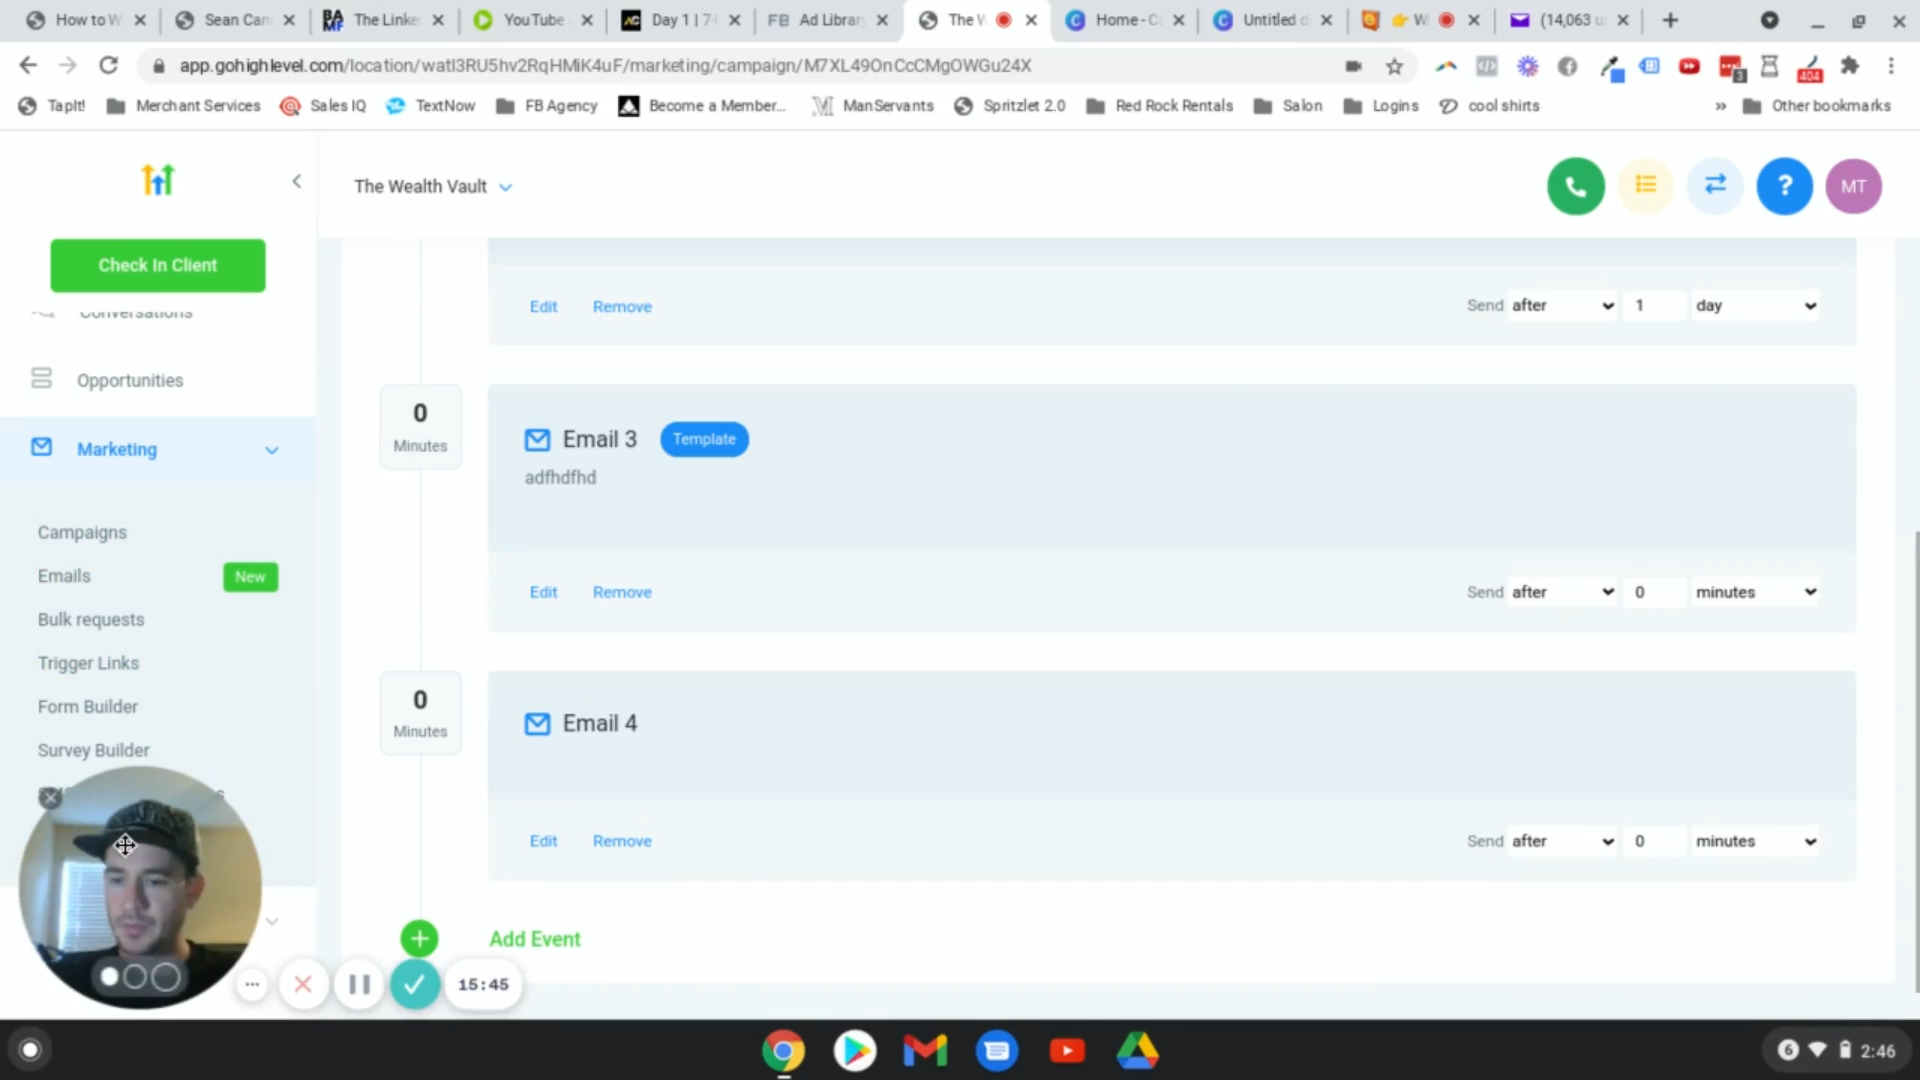 How to W
Sean Can
The Linke
YouTube
Day 1 | 7-
Ad Librar
The V
Home - C
Untitled d
W
(14,063 u
app.gohighlevel.com/location/watI3RU5hv2RqHMiK4uF/marketing/campaign/M7XL49OnCcCMgOWGu24X
3
404
TapIt!
Merchant Services
Sales IQ
TextNow
FB Agency
Become a Member...
ManServants
Spritzlet 2.0
Red Rock Rentals
Salon
Logins
cool shirts
»
Other bookmarks
The Wealth Vault
?
MT
Check In Client
Conversations
Opportunities
Marketing
Campaigns
Emails
New
Bulk requests
Trigger Links
Form Builder
Survey Builder
Edit
Remove
Send
after
1
day
0
Minutes
Email 3
Template
adfhdfhd
Edit
Remove
Send
after
0
minutes
0
Minutes
Email 4
Edit
Remove
Send
after
0
minutes
Add Event
15:45
6
2:46